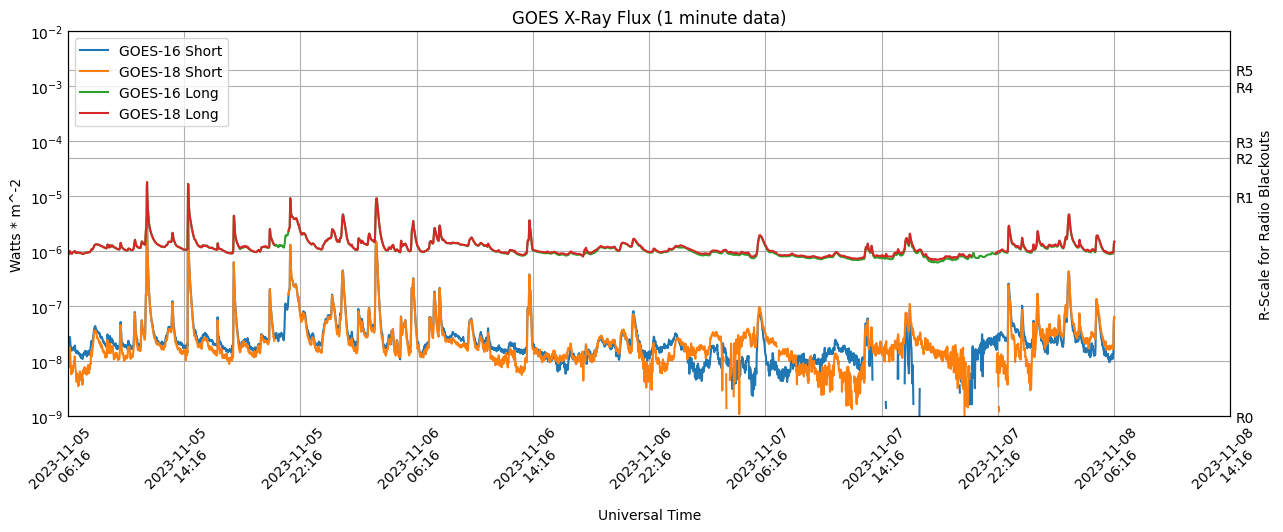 GOES X-Ray Flux (1 minute data)
GOES-16 Short
GOES-18 Short
GOES-16 Long
GOES-18 Long
Watts * m^-2
10^-2
10^-3
10^-4
10^-5
10^-6
10^-7
10^-8
10^-9
R5
R4
R3
R2
R1
R0
R-Scale for Radio Blackouts
2023-11-05
06:16
2023-11-05
14:16
2023-11-05
22:16
2023-11-06
06:16
2023-11-06
14:16
2023-11-06
22:16
2023-11-07
06:16
2023-11-07
14:16
2023-11-07
22:16
2023-11-08
06:16
2023-11-08
14:16
Universal Time